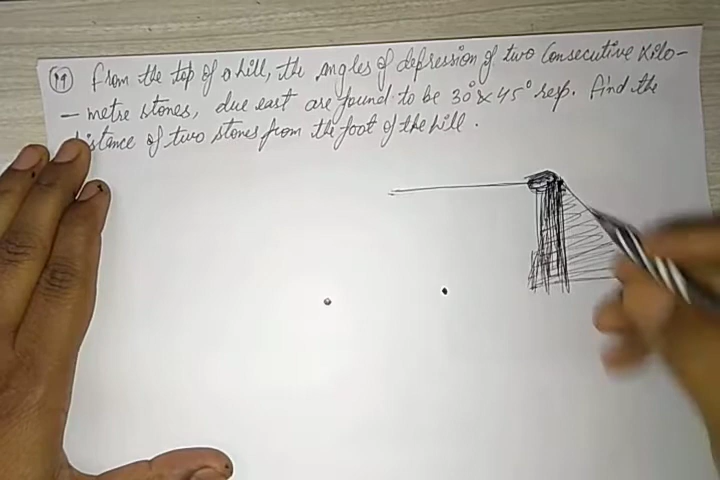 19 From the top of a hill, the angles of depression of two Consecutive Kilo-
- metre stones, due east are found to be 30° & 45° resp. Find the
distance of two stones from the foot of the hill.